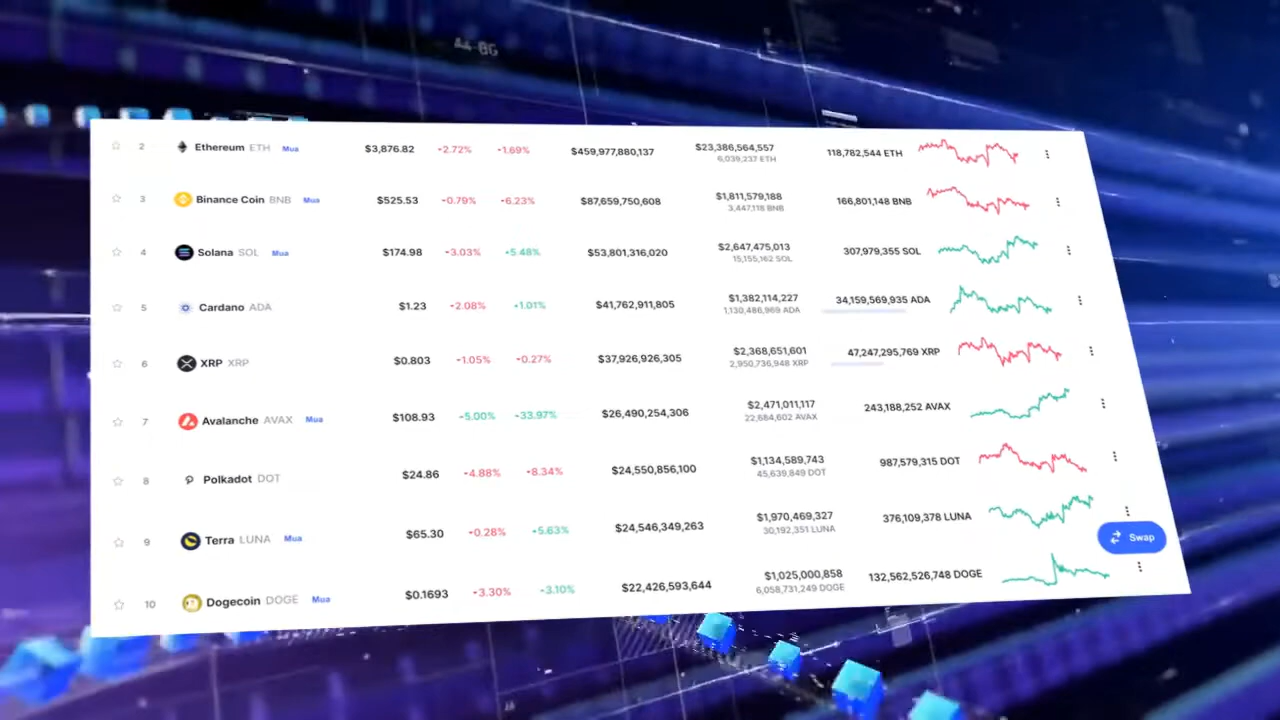 2 Ethereum ETH Mua $3,876.82 -2.72% -1.69% $459,977,880,137 $23,386,564,557 118,782,544 ETH
6,039,237 ETH
3 Binance Coin BNB Mua $525.53 -0.79% -6.23% $87,659,750,608 $1,811,579,188 166,801,148 BNB
3,447,118 BNB
4 Solana SOL Mua $174.98 -3.03% +5.48% $53,801,316,020 $2,647,475,013 307,979,355 SOL
15,155,162 SOL
5 Cardano ADA $1.23 -2.08% +1.01% $41,762,911,805 $1,382,114,227 34,159,569,935 ADA
1,130,486,969 ADA
6 XRP XRP $0.803 -1.05% -0.27% $37,926,926,305 $2,368,651,601 47,247,295,769 XRP
2,950,736,948 XRP
7 Avalanche AVAX Mua $108.93 +5.00% +33.97% $26,490,254,306 $2,471,011,117 243,188,252 AVAX
22,684,602 AVAX
8 Polkadot DOT $24.86 -4.88% -8.34% $24,550,856,100 $1,134,589,743 987,579,315 DOT
45,639,849 DOT
9 Terra LUNA Mua $65.30 -0.28% +5.63% $24,546,349,263 $1,970,469,327 376,109,378 LUNA
30,192,351 LUNA
Swap
10 Dogecoin DOGE Mua $0.1693 -3.30% +3.10% $22,426,593,644 $1,025,000,858 132,562,526,748 DOGE
6,058,731,249 DOGE